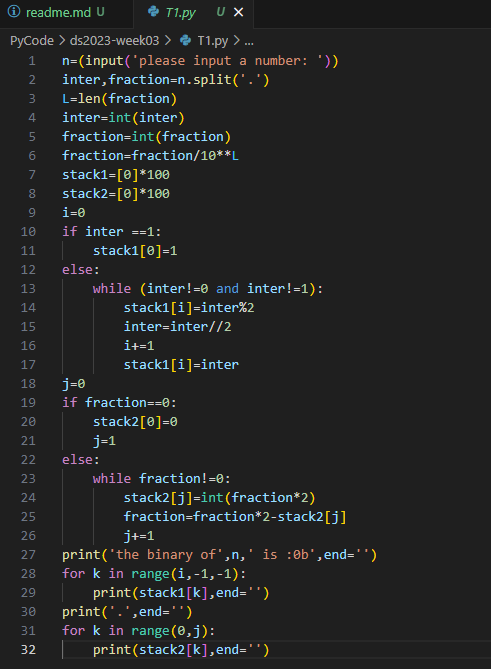 readme.md U T1.py U ×
PyCode > ds2023-week03 > T1.py > ...
1 n=(input('please input a number: '))
2 inter,fraction=n.split('.')
3 L=len(fraction)
4 inter=int(inter)
5 fraction=int(fraction)
6 fraction=fraction/10**L
7 stack1=[0]*100
8 stack2=[0]*100
9 i=0
10 if inter ==1:
11     stack1[0]=1
12 else:
13     while (inter!=0 and inter!=1):
14         stack1[i]=inter%2
15         inter=inter//2
16         i+=1
17         stack1[i]=inter
18 j=0
19 if fraction==0:
20     stack2[0]=0
21     j=1
22 else:
23     while fraction!=0:
24         stack2[j]=int(fraction*2)
25         fraction=fraction*2-stack2[j]
26         j+=1
27 print('the binary of',n,' is :0b',end='')
28 for k in range(i,-1,-1):
29     print(stack1[k],end='')
30 print('.',end='')
31 for k in range(0,j):
32     print(stack2[k],end='')